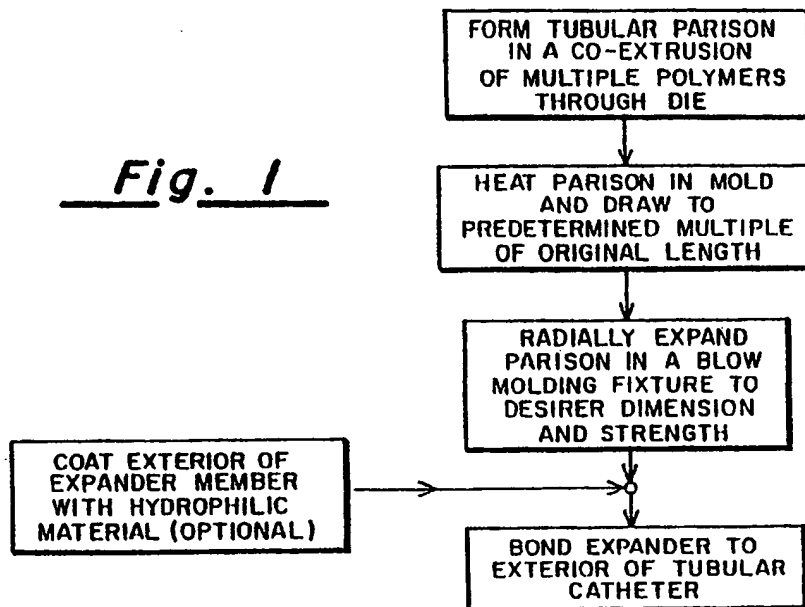 FORM TUBULAR PARISON
IN A CO-EXTRUSION
OF MULTIPLE POLYMERS
THROUGH DIE
Fig. 1
HEAT PARISON IN MOLD
AND DRAW TO
PREDETERMINED MULTIPLE
OF ORIGINAL LENGTH
RADIALLY EXPAND
PARISON IN A BLOW
MOLDING FIXTURE TO
DESIRER DIMENSION
AND STRENGTH
COAT EXTERIOR OF
EXPANDER MEMBER
WITH HYDROPHILIC
MATERIAL (OPTIONAL)
BOND EXPANDER TO
EXTERIOR OF TUBULAR
CATHETER